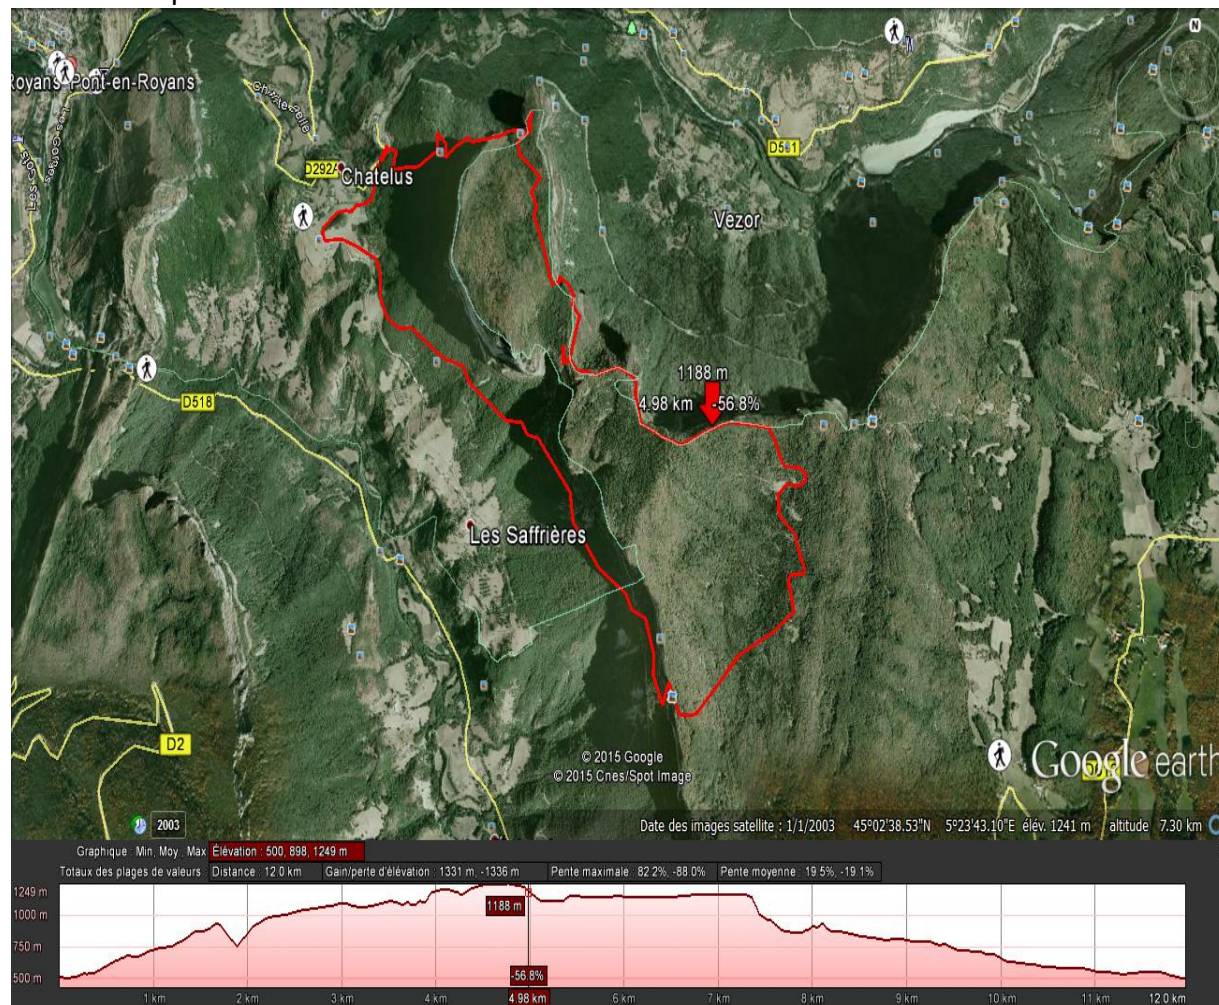 Royans Pont-en-Royans
N
D531
D292A
Chatelus
Vezor
1188 m
4.98 km -56.8%
D518
Les Saffrières
D2
© 2015 Google
© 2015 Cnes/Spot Image
Google earth
2003
Date des images satellite : 1/1/2003 45°02'38.53"N 5°23'43.10"E élév. 1241 m altitude 7.30 km
Graphique : Min, Moy, Max Élévation : 500, 898, 1249 m
Totaux des plages de valeurs Distance : 12.0 km Gain/perte d'élévation : 1331 m, -1336 m Pente maximale : 82.2%, -88.0% Pente moyenne : 19.5%, -19.1%
1249 m
1000 m
750 m
500 m
1188 m
-56.8%
1 km 2 km 3 km 4 km 4.98 km 6 km 7 km 8 km 9 km 10 km 11 km 12.0 km